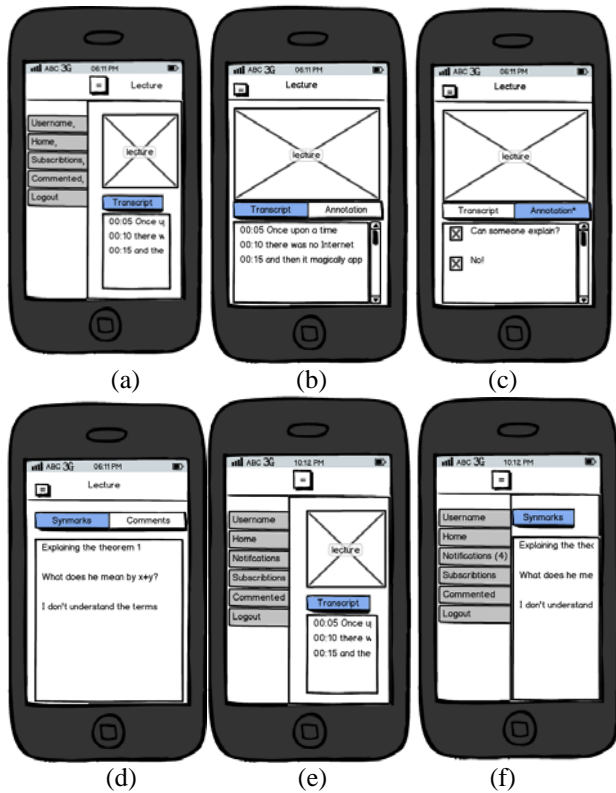 ABC 3G 06:11 PM
Lecture
Username,
Home,
Subscribtions,
Commented,
Logout
lecture
Transcript
00:05 Once u
00:10 there w
00:15 and the
(a)
ABC 3G 06:11 PM
Lecture
lecture
Transcript Annotation
00:05 Once upon a time
00:10 there was no Internet
00:15 and then it magically app
(b)
ABC 3G 06:11 PM
Lecture
lecture
Transcript Annotation*
Can someone explain?
No!
(c)
ABC 3G 06:11 PM
Lecture
Synmarks Comments
Explaining the theorem 1
What does he mean by x+y?
I don't understand the terms
(d)
ABC 3G 10:12 PM
Username
Home
Notifications
Subscribtions
Commented
Logout
lecture
Transcript
00:05 Once u
00:10 there w
00:15 and the
(e)
ABC 3G 10:12 PM
Username
Home
Notifications (4)
Subscribtions
Commented
Logout
Synmarks
Explaining the theo
What does he me
I don't understand
(f)